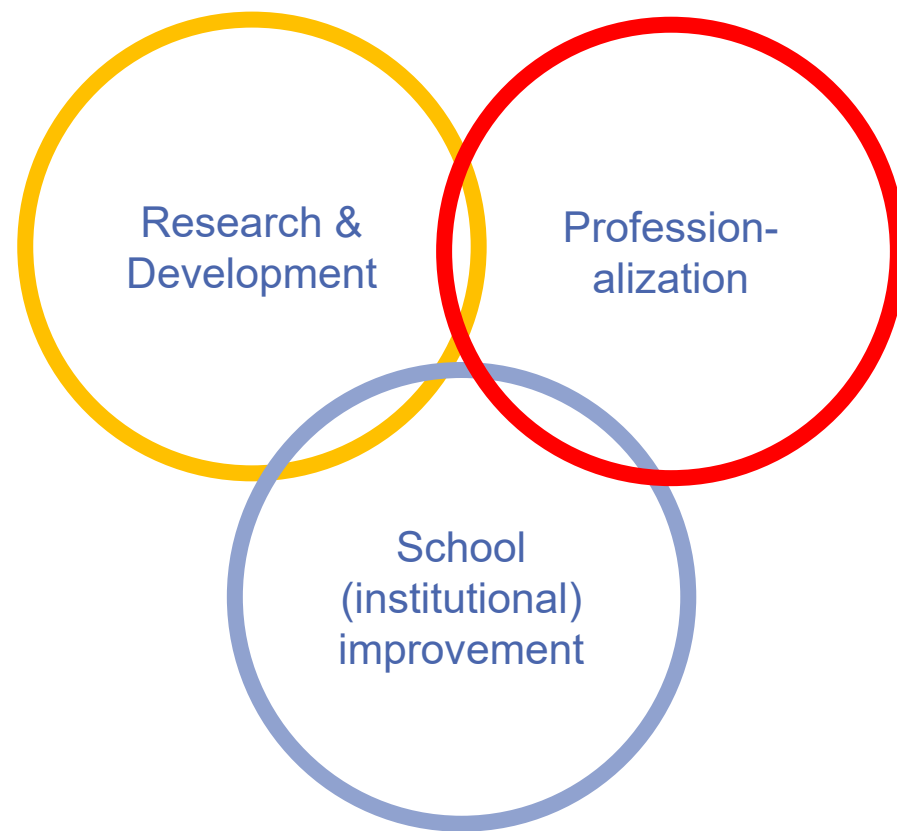 Research &
Development
Profession-
alization
School
(institutional)
improvement